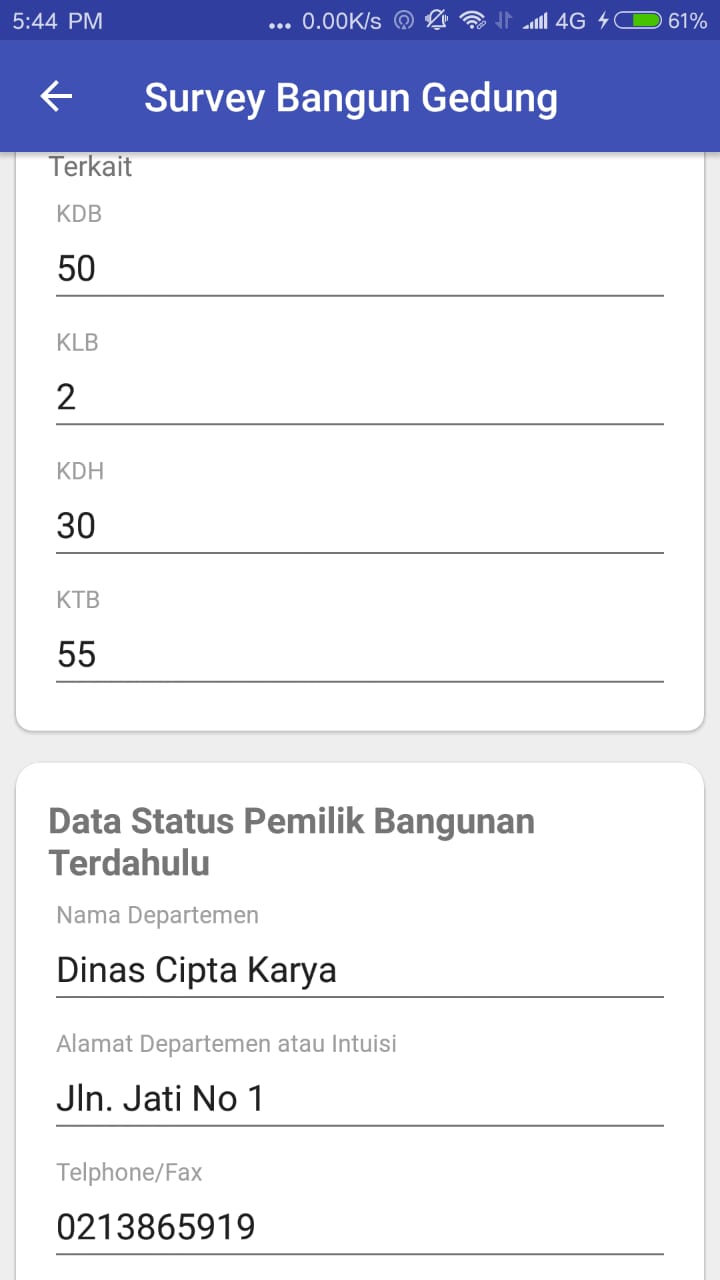 5:44 PM ... 0.00K/s 4G 61%
Survey Bangun Gedung
Terkait
KDB
50
KLB
2
KDH
30
KTB
55
Data Status Pemilik Bangunan
Terdahulu
Nama Departemen
Dinas Cipta Karya
Alamat Departemen atau Intuisi
Jln. Jati No 1
Telphone/Fax
0213865919